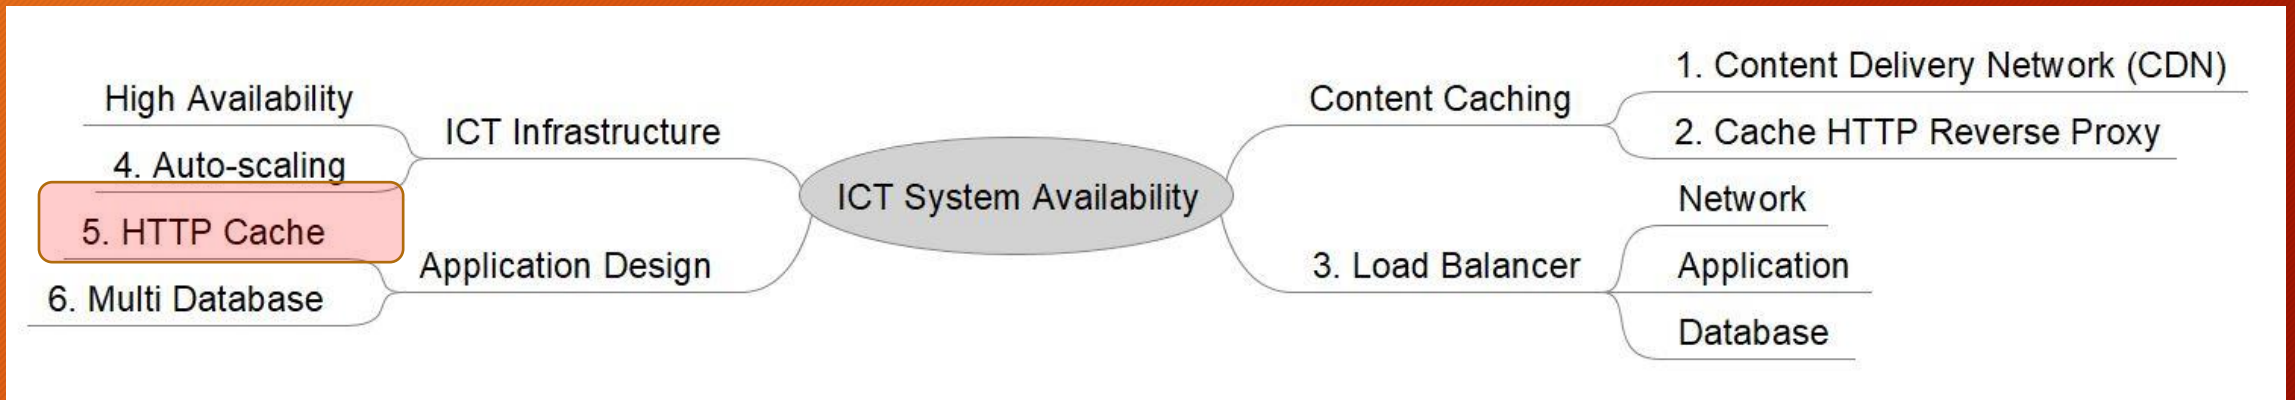 High Availability
ICT Infrastructure
4. Auto-scaling
5. HTTP Cache
Application Design
6. Multi Database
ICT System Availability
Content Caching
1. Content Delivery Network (CDN)
2. Cache HTTP Reverse Proxy
3. Load Balancer
Network
Application
Database